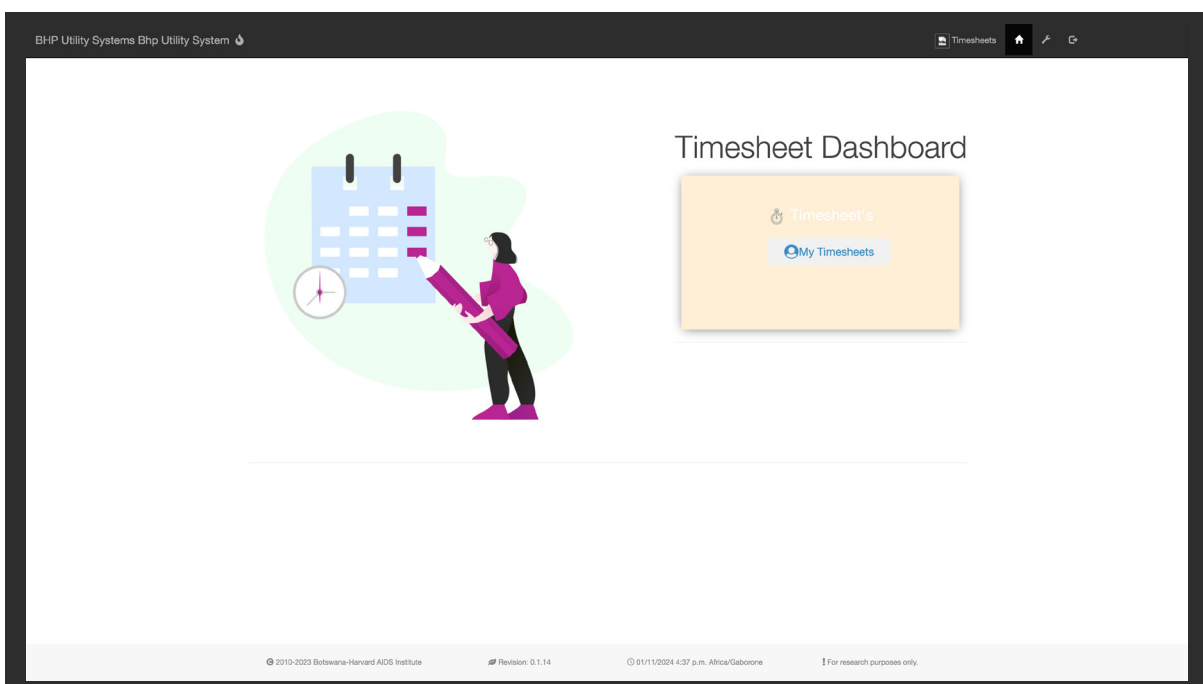 BHP Utility Systems Bhp Utility System
Timesheets
Timesheet Dashboard
Timesheet's
My Timesheets
2010-2023 Botswana-Harvard AIDS Institute
Revision: 0.1.14
01/11/2024 4:37 p.m. Africa/Gaborone
For research purposes only.